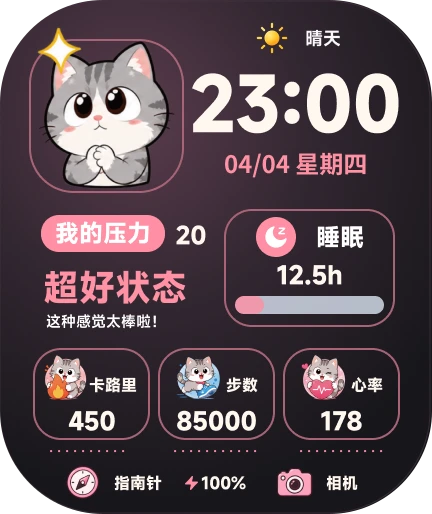 晴天
23:00
04/04 星期四
我的压力 20
超好状态
这种感觉太棒啦!
睡眠
12.5h
卡路里
450
步数
85000
心率
178
指南针
100%
相机